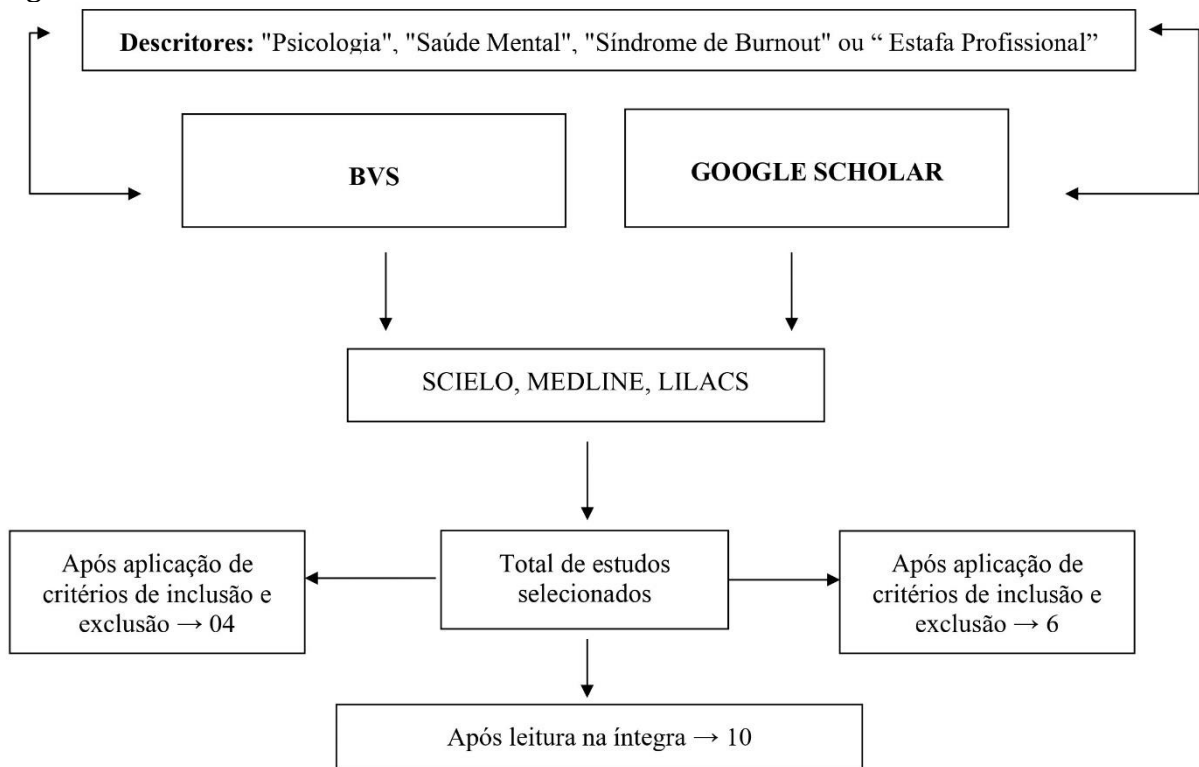 Descritores: "Psicologia", "Saúde Mental", "Síndrome de Burnout" ou “ Estafa Profissional”
BVS
GOOGLE SCHOLAR
SCIELO, MEDLINE, LILACS
Após aplicação de
critérios de inclusão e
exclusão → 04
Total de estudos
selecionados
Após aplicação de
critérios de inclusão e
exclusão → 6
Após leitura na íntegra → 10